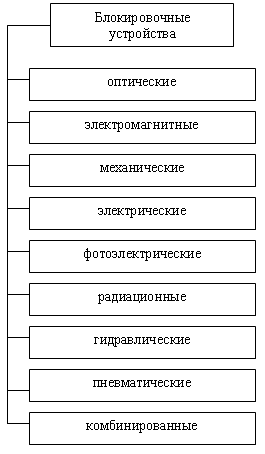 Блокировочные
устройства
оптические
электромагнитные
механические
электрические
фотоэлектрические
радиационные
гидравлические
пневматические
комбинированные